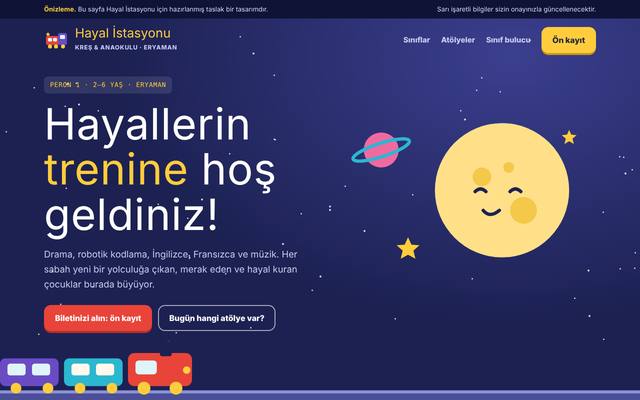 Önizleme. Bu sayfa Hayal İstasyonu için hazırlanmış taslak bir tasarımdır.
Sarı işaretli bilgiler sizin onayınızla güncellenecektir.
Hayal İstasyonu
KREŞ & ANAOKULU · ERYAMAN
Sınıflar
Atölyeler
Sınıf bulucu
Ön kayıt
PERON 1 · 2–6 YAŞ · ERYAMAN
Hayallerin
trenine hoş
geldiniz!
Drama, robotik kodlama, İngilizce, Fransızca ve müzik. Her
sabah yeni bir yolculuğa çıkan, merak eden ve hayal kuran
çocuklar burada büyüyor.
Biletinizi alın: ön kayıt
Bugün hangi atölye var?